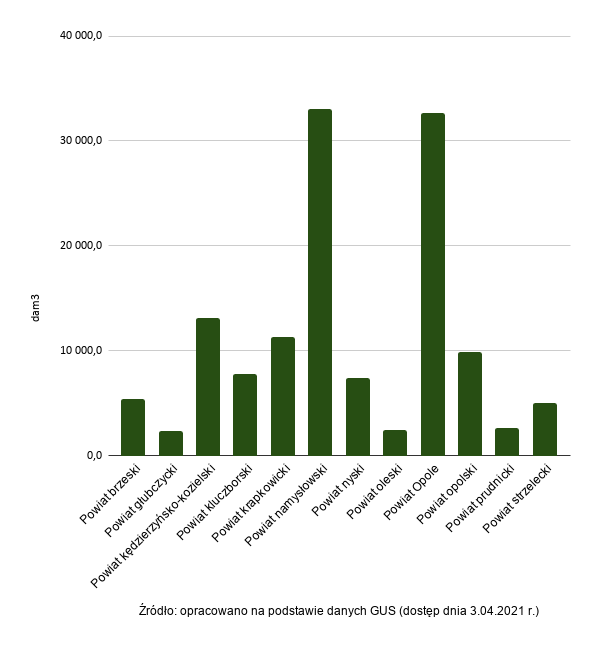 40 000,0
30 000,0
20 000,0
10 000,0
0,0
dam3
Powiat brzeski
Powiat głubczycki
Powiat kędzierzyńsko-kozielski
Powiat kluczborski
Powiat krapkowicki
Powiat namysłowski
Powiat nyski
Powiat oleski
Powiat Opole
Powiat opolski
Powiat prudnicki
Powiat strzelecki
Źródło: opracowano na podstawie danych GUS (dostęp dnia 3.04.2021 r.)